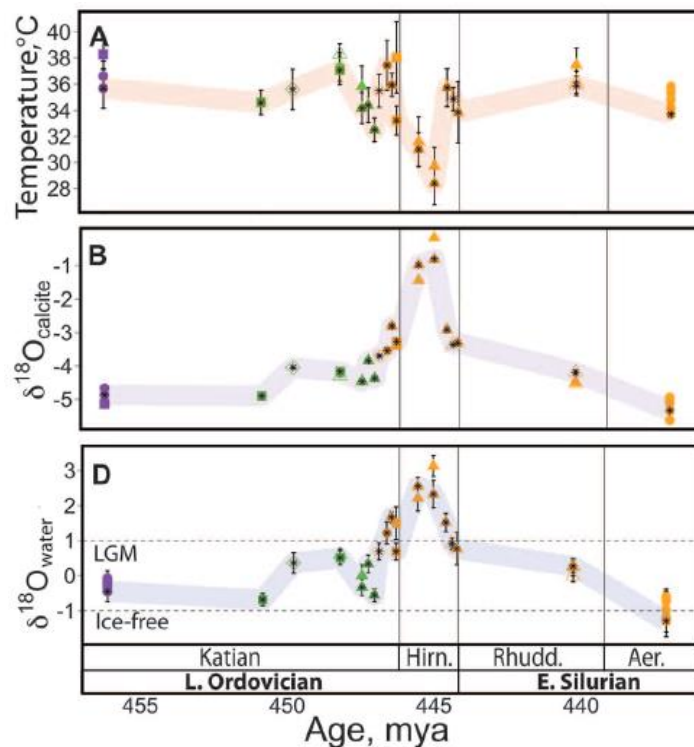 A
Temperature,°C
40
38
36
34
32
30
28
B
δ18Ocalcite
-1
-2
-3
-4
-5
D
δ18Owater
3
2
1
0
-1
LGM
Ice-free
Katian Hirn. Rhudd. Aer.
L. Ordovician E. Silurian
455 450 445 440
Age, mya